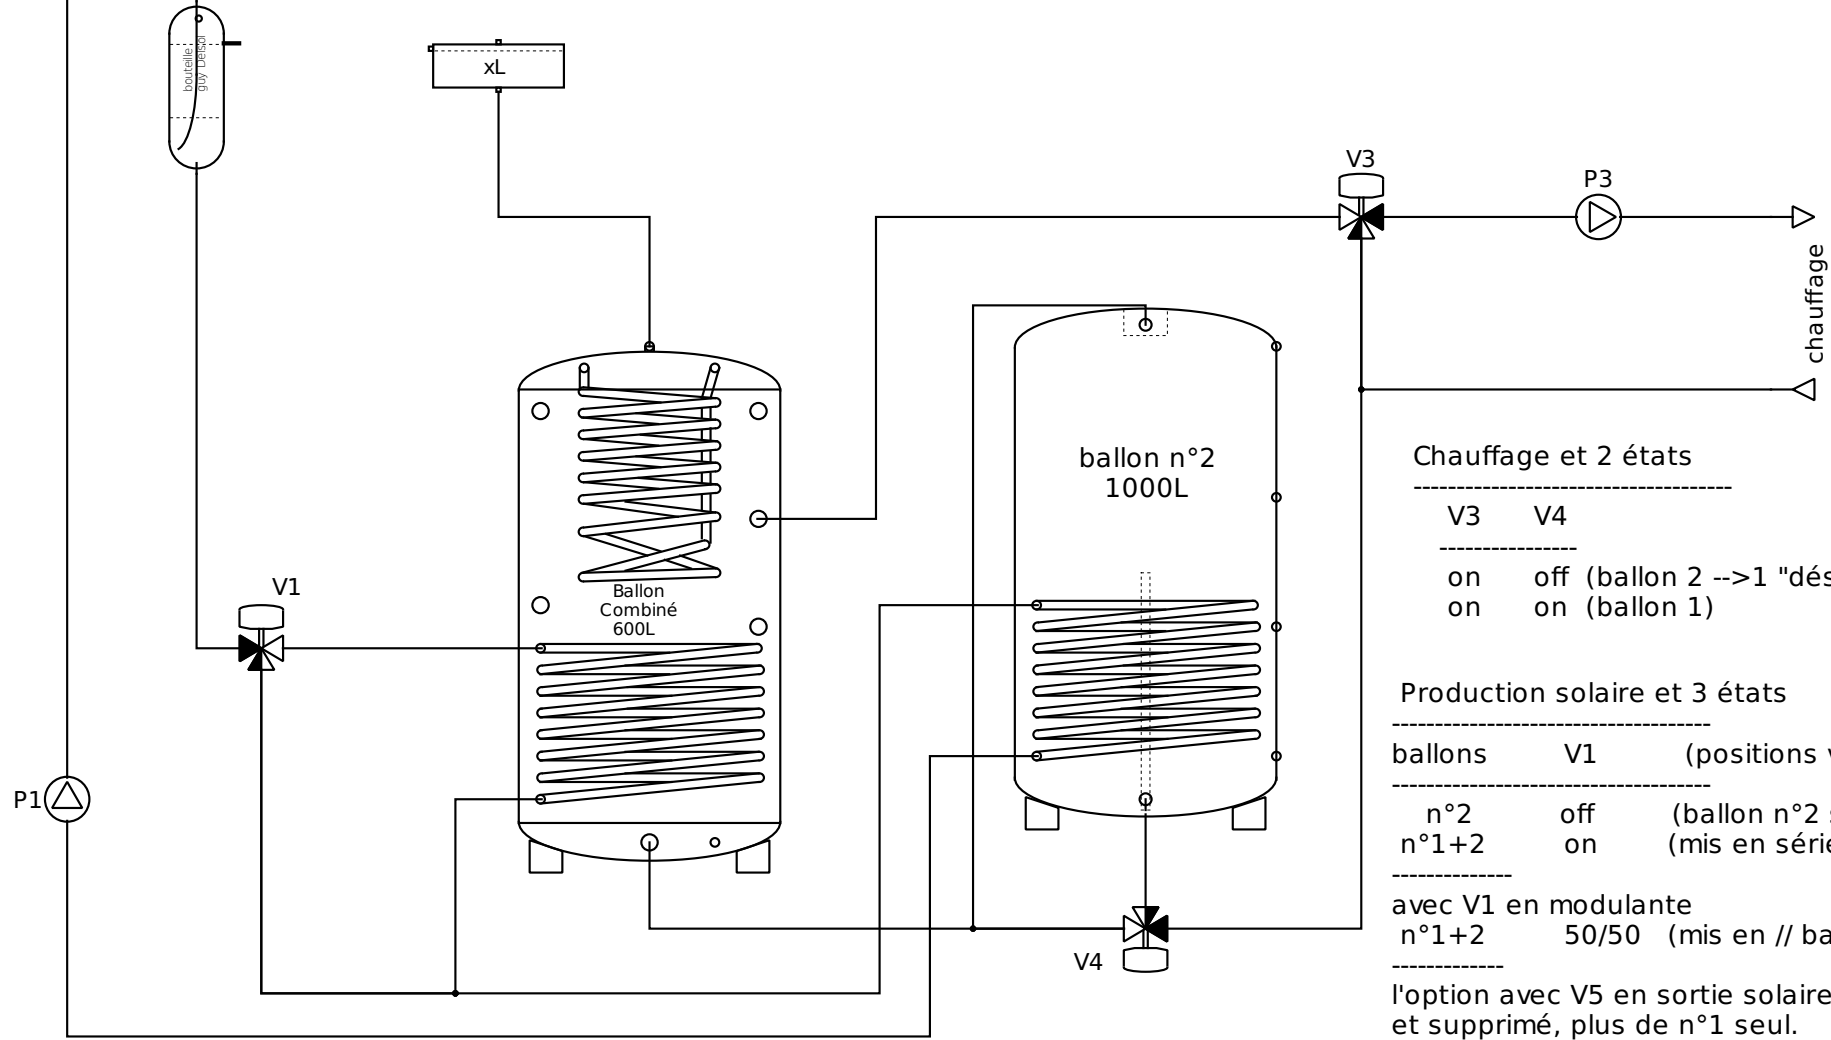 bouteille
guy Delsol
xL
V3
P3
chauffage
ballon n°2
1000L
Chauffage et 2 états
-------------------------------------
V3 V4
----------------
on off (ballon 2 -->1 "dés
on on (ballon 1)
V1
Ballon
Combiné
600L
Production solaire et 3 états
-------------------------------------
ballons V1 (positions v
-------------------------------------
n°2 off (ballon n°2 s
n°1+2 on (mis en série
--------------
avec V1 en modulante
n°1+2 50/50 (mis en // ba
-------------
l'option avec V5 en sortie solaire
et supprimé, plus de n°1 seul.
P1
V4